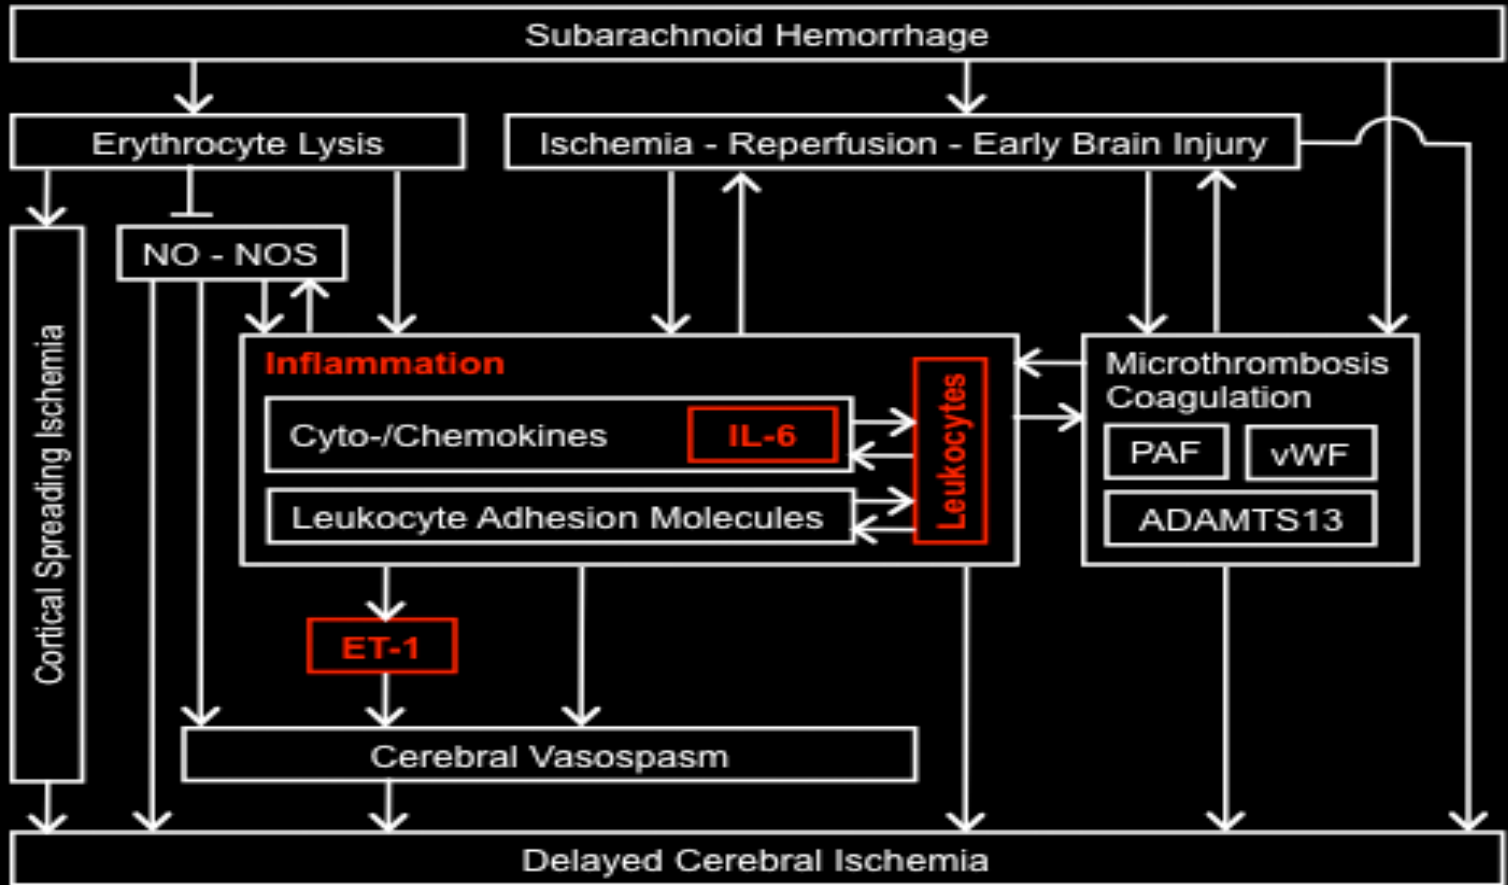 Subarachnoid Hemorrhage
Erythrocyte Lysis
Ischemia - Reperfusion - Early Brain Injury
NO - NOS
Cortical Spreading Ischemia
Inflammation
Cyto-/Chemokines
IL-6
Leukocyte Adhesion Molecules
Leukocytes
Microthrombosis
Coagulation
PAF
vWF
ADAMTS13
ET-1
Cerebral Vasospasm
Delayed Cerebral Ischemia